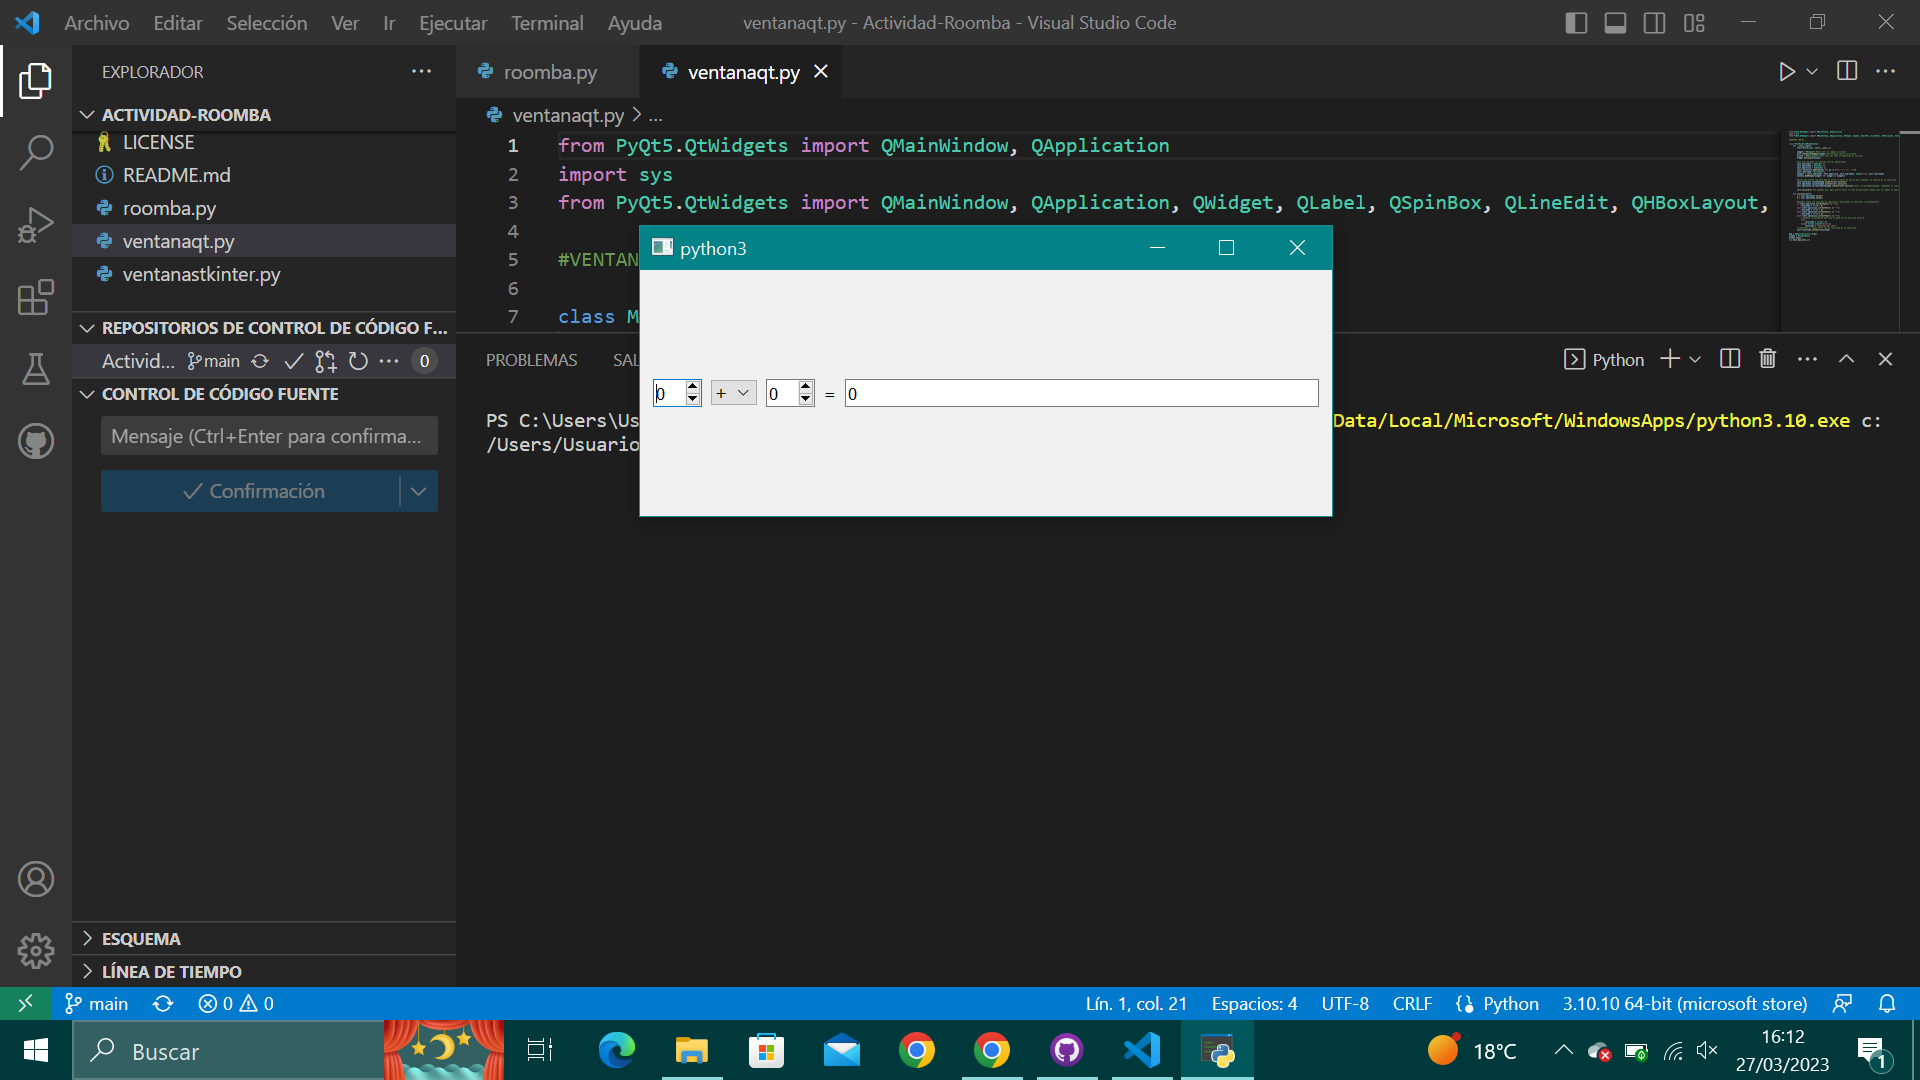 Archivo Editar Selección Ver Ir Ejecutar Terminal Ayuda
ventanaqt.py - Actividad-Roomba - Visual Studio Code
EXPLORADOR
ACTIVIDAD-ROOMBA
LICENSE
README.md
roomba.py
ventanaqt.py
ventanastkinter.py
REPOSITORIOS DE CONTROL DE CÓDIGO F...
Activid... main 0
CONTROL DE CÓDIGO FUENTE
Mensaje (Ctrl+Enter para confirma...
Confirmación
ESQUEMA
LÍNEA DE TIEMPO
roomba.py ventanaqt.py
ventanaqt.py > ...
1 from PyQt5.QtWidgets import QMainWindow, QApplication
2 import sys
3 from PyQt5.QtWidgets import QMainWindow, QApplication, QWidget, QLabel, QSpinBox, QLineEdit, QHBoxLayout,
4
5 #VENTAN
6
7 class M
python3
0 + 0 = 0
PROBLEMAS SAL
Python
PS C:\Users\Us Data/Local/Microsoft/WindowsApps/python3.10.exe c:
/Users/Usuario
main 0 0
Lín. 1, col. 21 Espacios: 4 UTF-8 CRLF Python 3.10.10 64-bit (microsoft store)
Buscar
18°C
16:12
27/03/2023
1